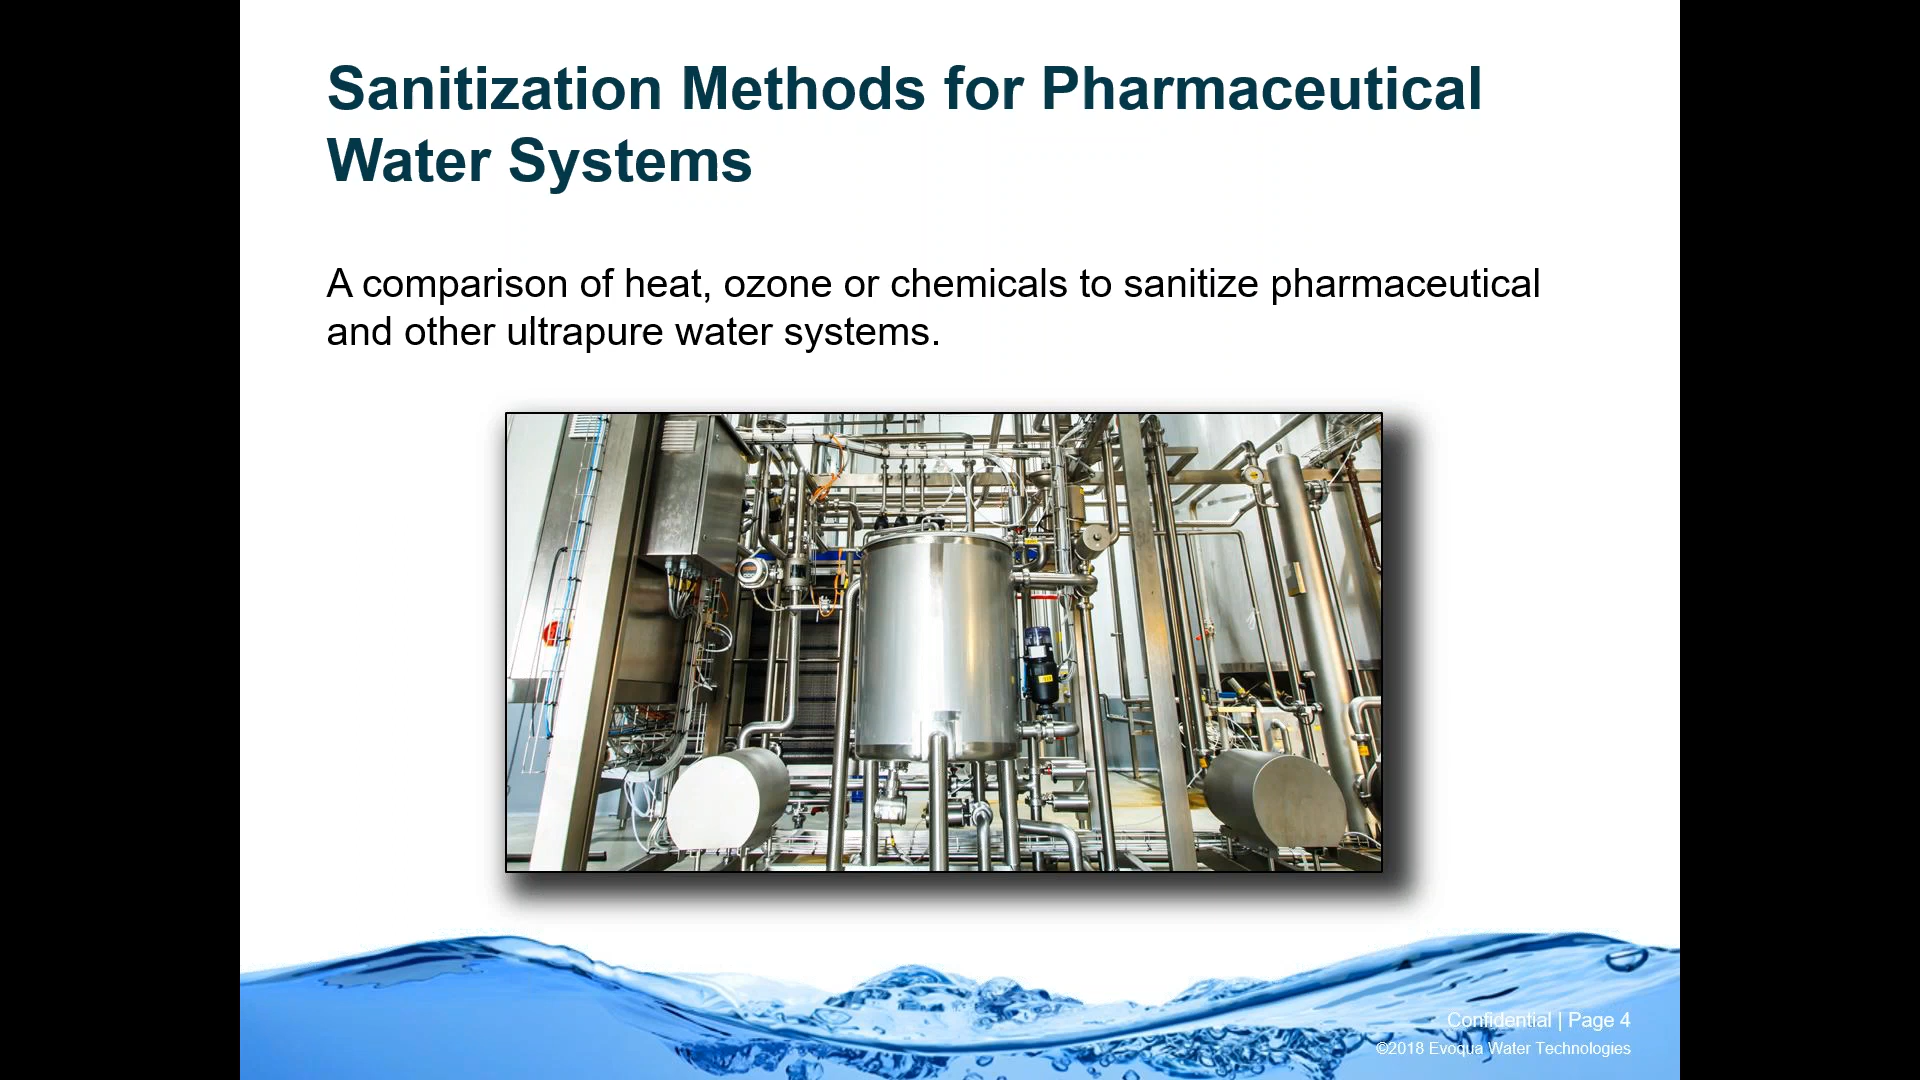 Sanitization Methods for Pharmaceutical
Water Systems
A comparison of heat, ozone or chemicals to sanitize pharmaceutical
and other ultrapure water systems.
Confidential | Page 4
©2018 Evoqua Water Technologies